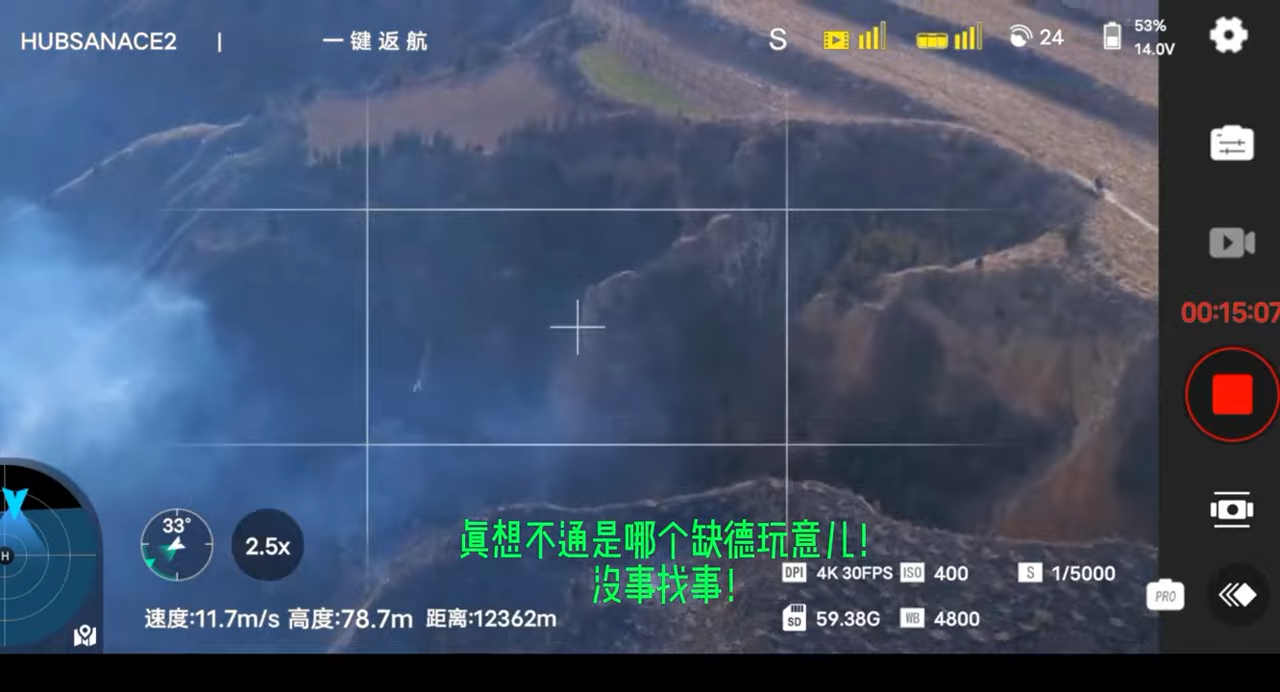 HUBSANACE2 | 一键返航 S 24 53%
14.0V
00:15:07
真想不通是哪个缺德玩意儿！
没事找事！
33°
2.5x
DPI 4K 30FPS ISO 400 S 1/5000
PRO
速度:11.7m/s 高度:78.7m 距离:12362m
SD 59.38G WB 4800
H